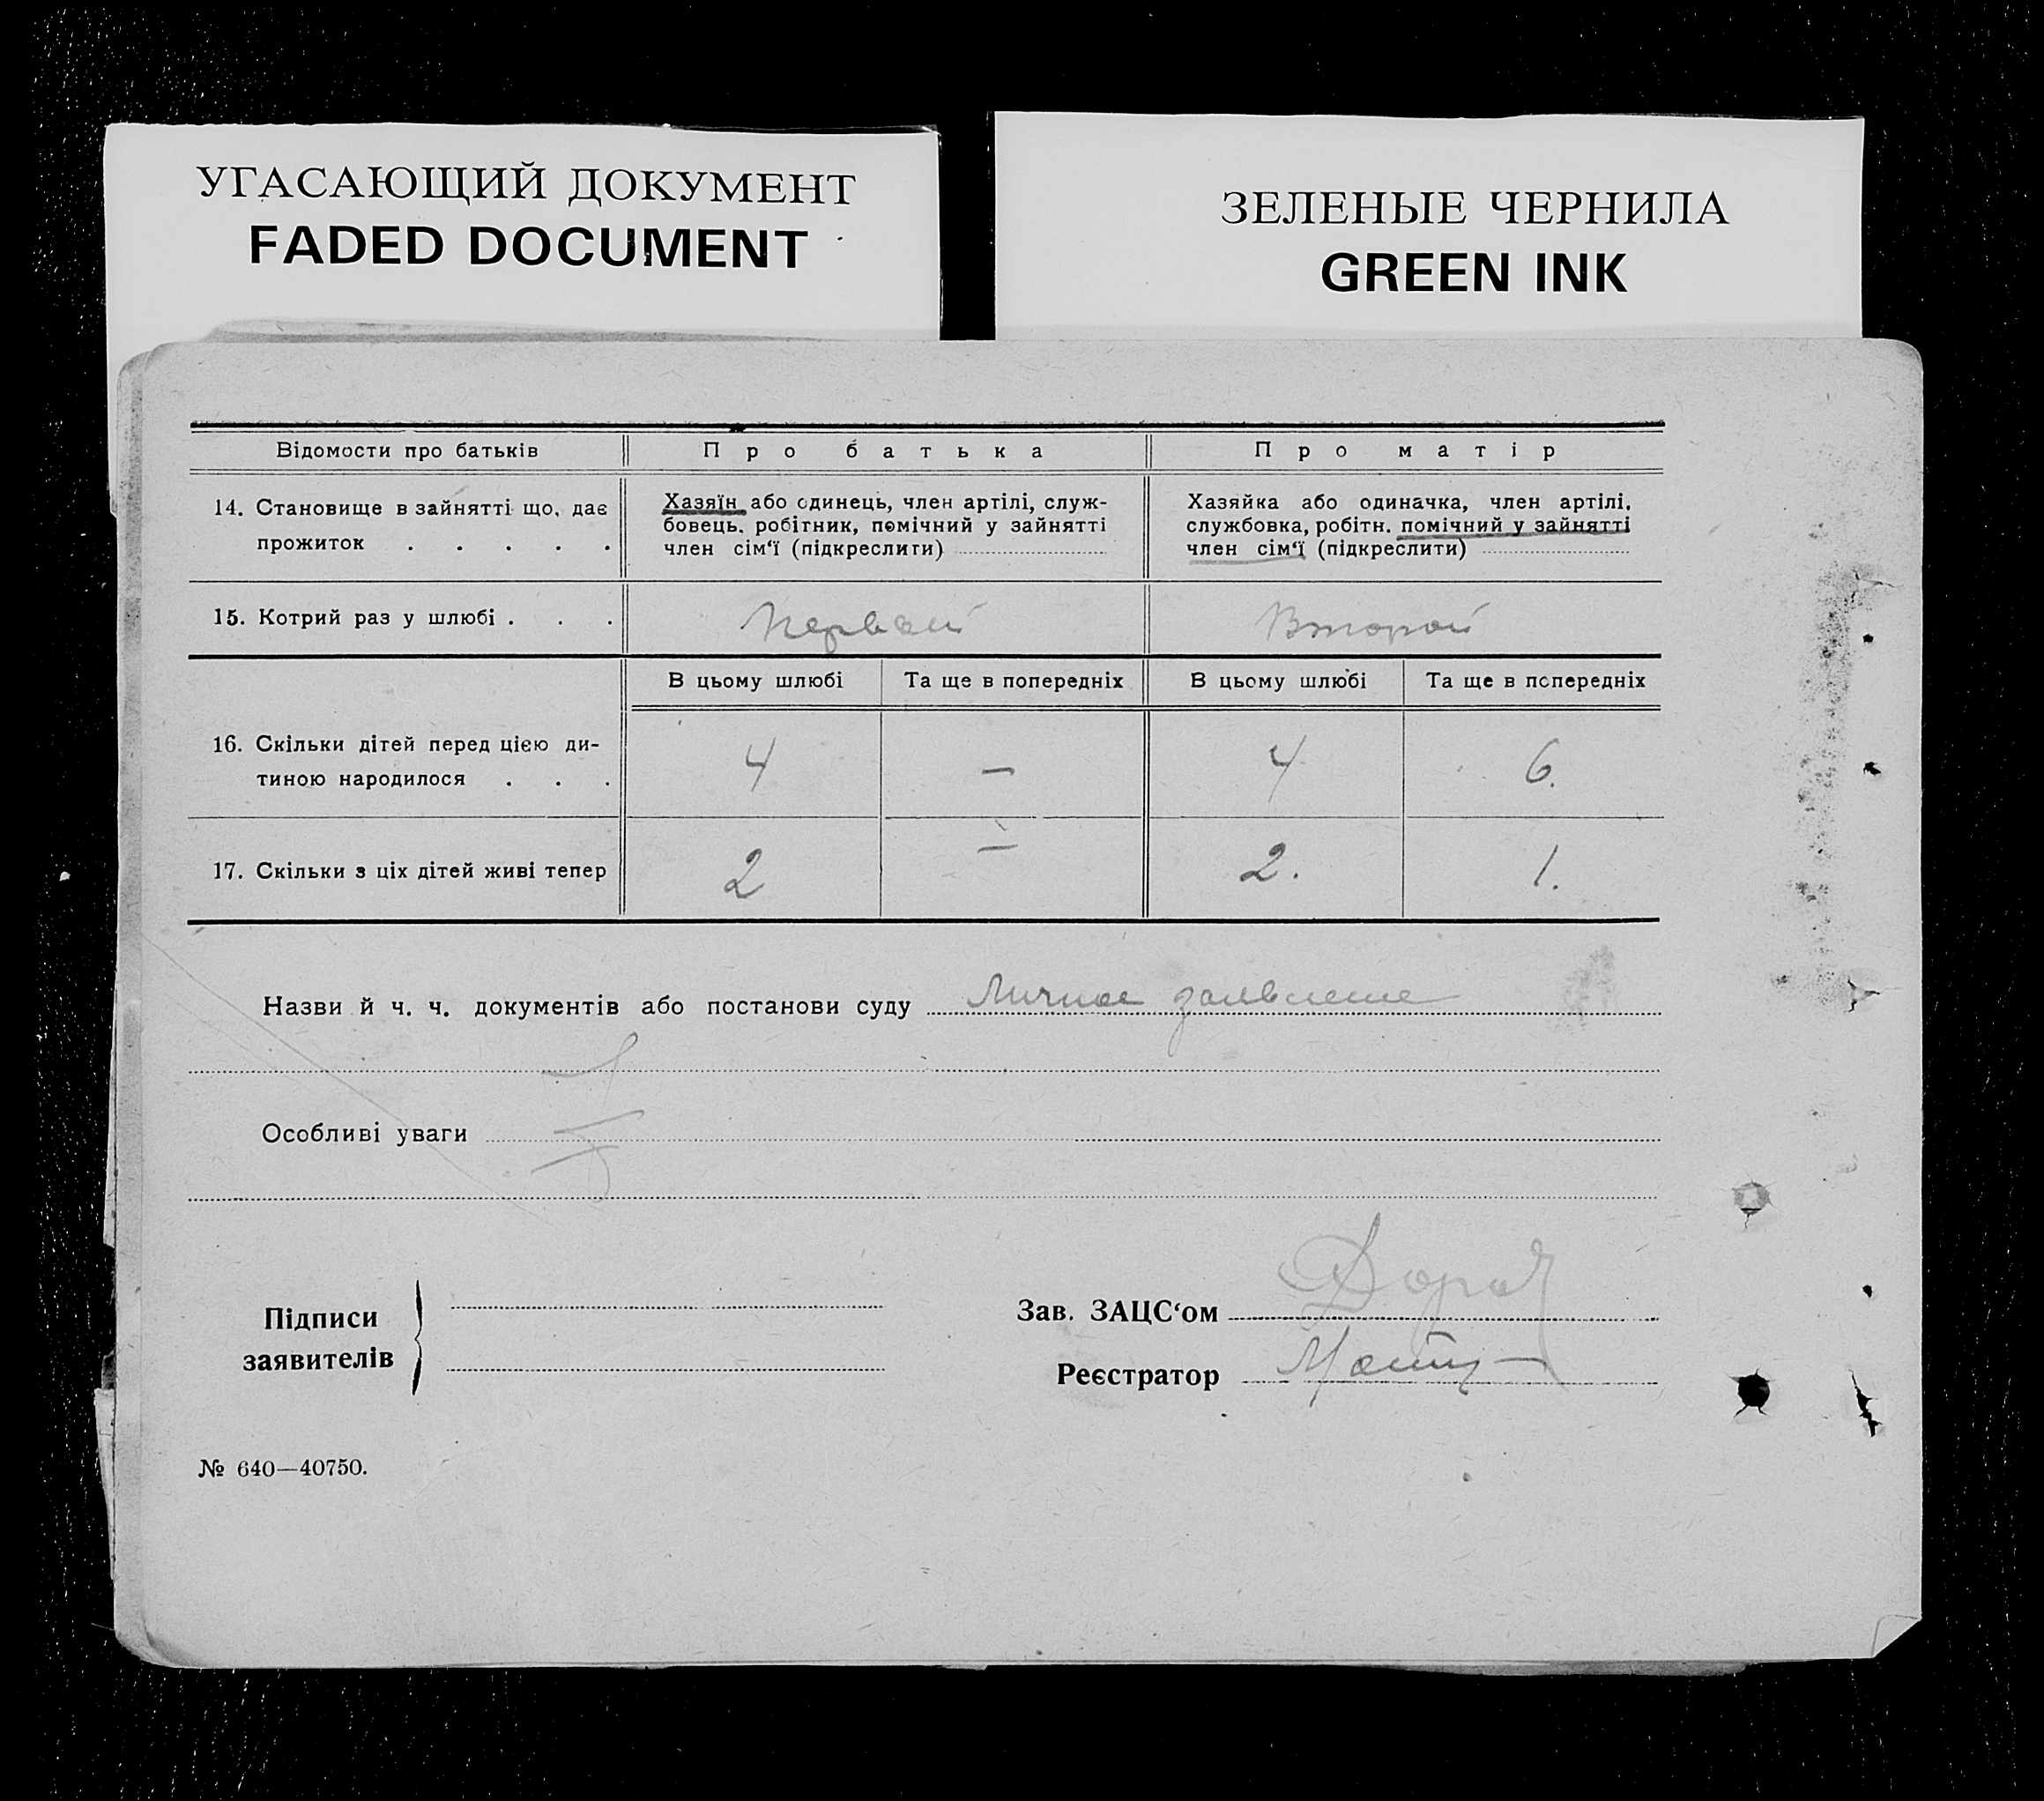 УГАСАЮЩИЙ ДОКУМЕНТ
FADED DOCUMENT
ЗЕЛЕНЫЕ ЧЕРНИЛА
GREEN INK
Відомости про батьків
Про батька
Про матір
14. Становище в зайнятті що, дає
прожиток . . . . .
Хазяїн або одинець, член артілі, служ-
бовець. робітник, помічний у зайнятті
член сім‘ї (підкреслити)
Хазяйка або одиначка, член артілі,
службовка, робітн. помічний у зайнятті
член сім‘ї (підкреслити)
15. Котрий раз у шлюбі . . .
Первый
Второй
В цьому шлюбі
Та ще в попередніх
В цьому шлюбі
Та ще в попередніх
16. Скільки дітей перед цією ди-
тиною народилося . . .
4
—
4
6.
17. Скільки з ціх дітей живі тепер
2
—
2.
1.
Назви й ч. ч. документів або постанови суду Личное заявление
Особливі уваги
Підписи
заявителів
Зав. ЗАЦС‘ом
Реєстратор
№ 640—40750.